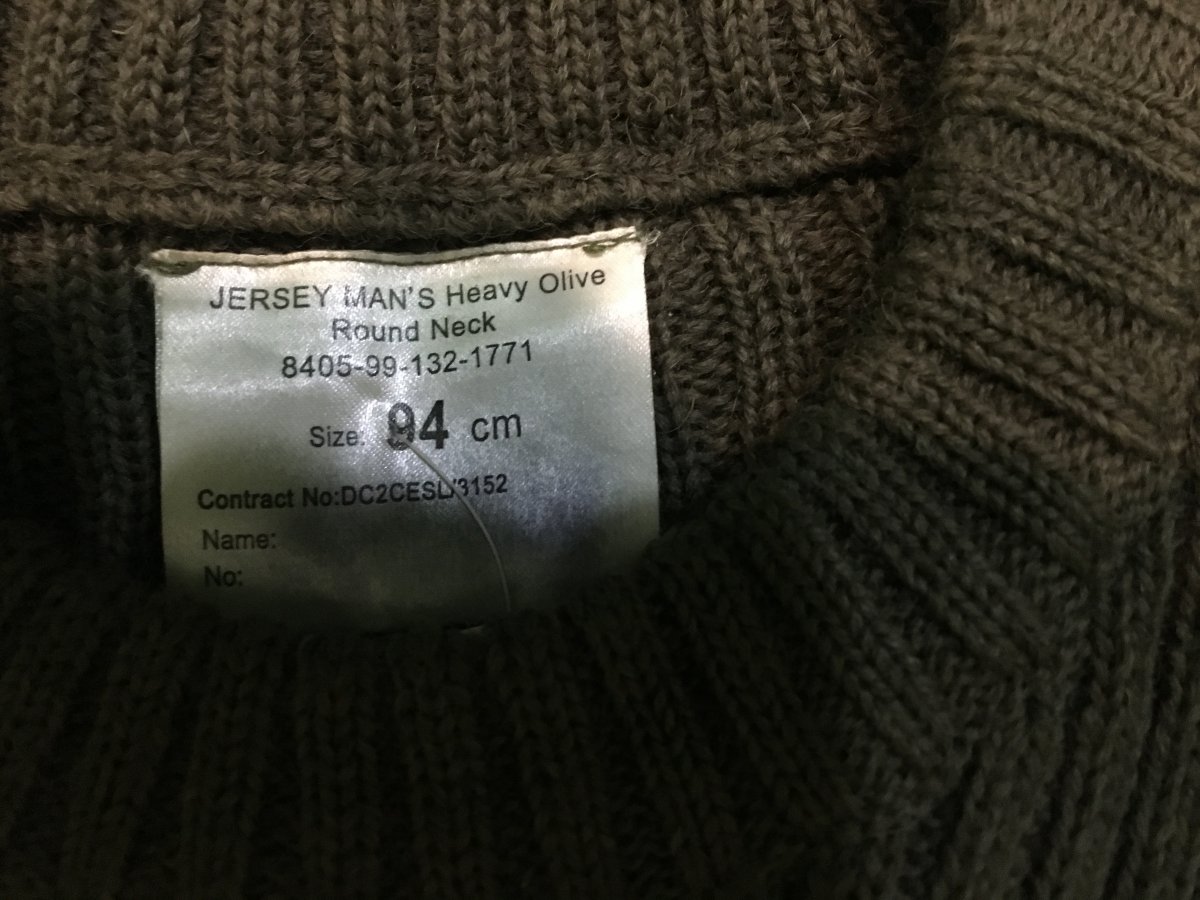 JERSEY MAN'S Heavy Olive
Round Neck
8405-99-132-1771
Size: 94 cm
Contract No:DC2CESL/3152
Name:
No: